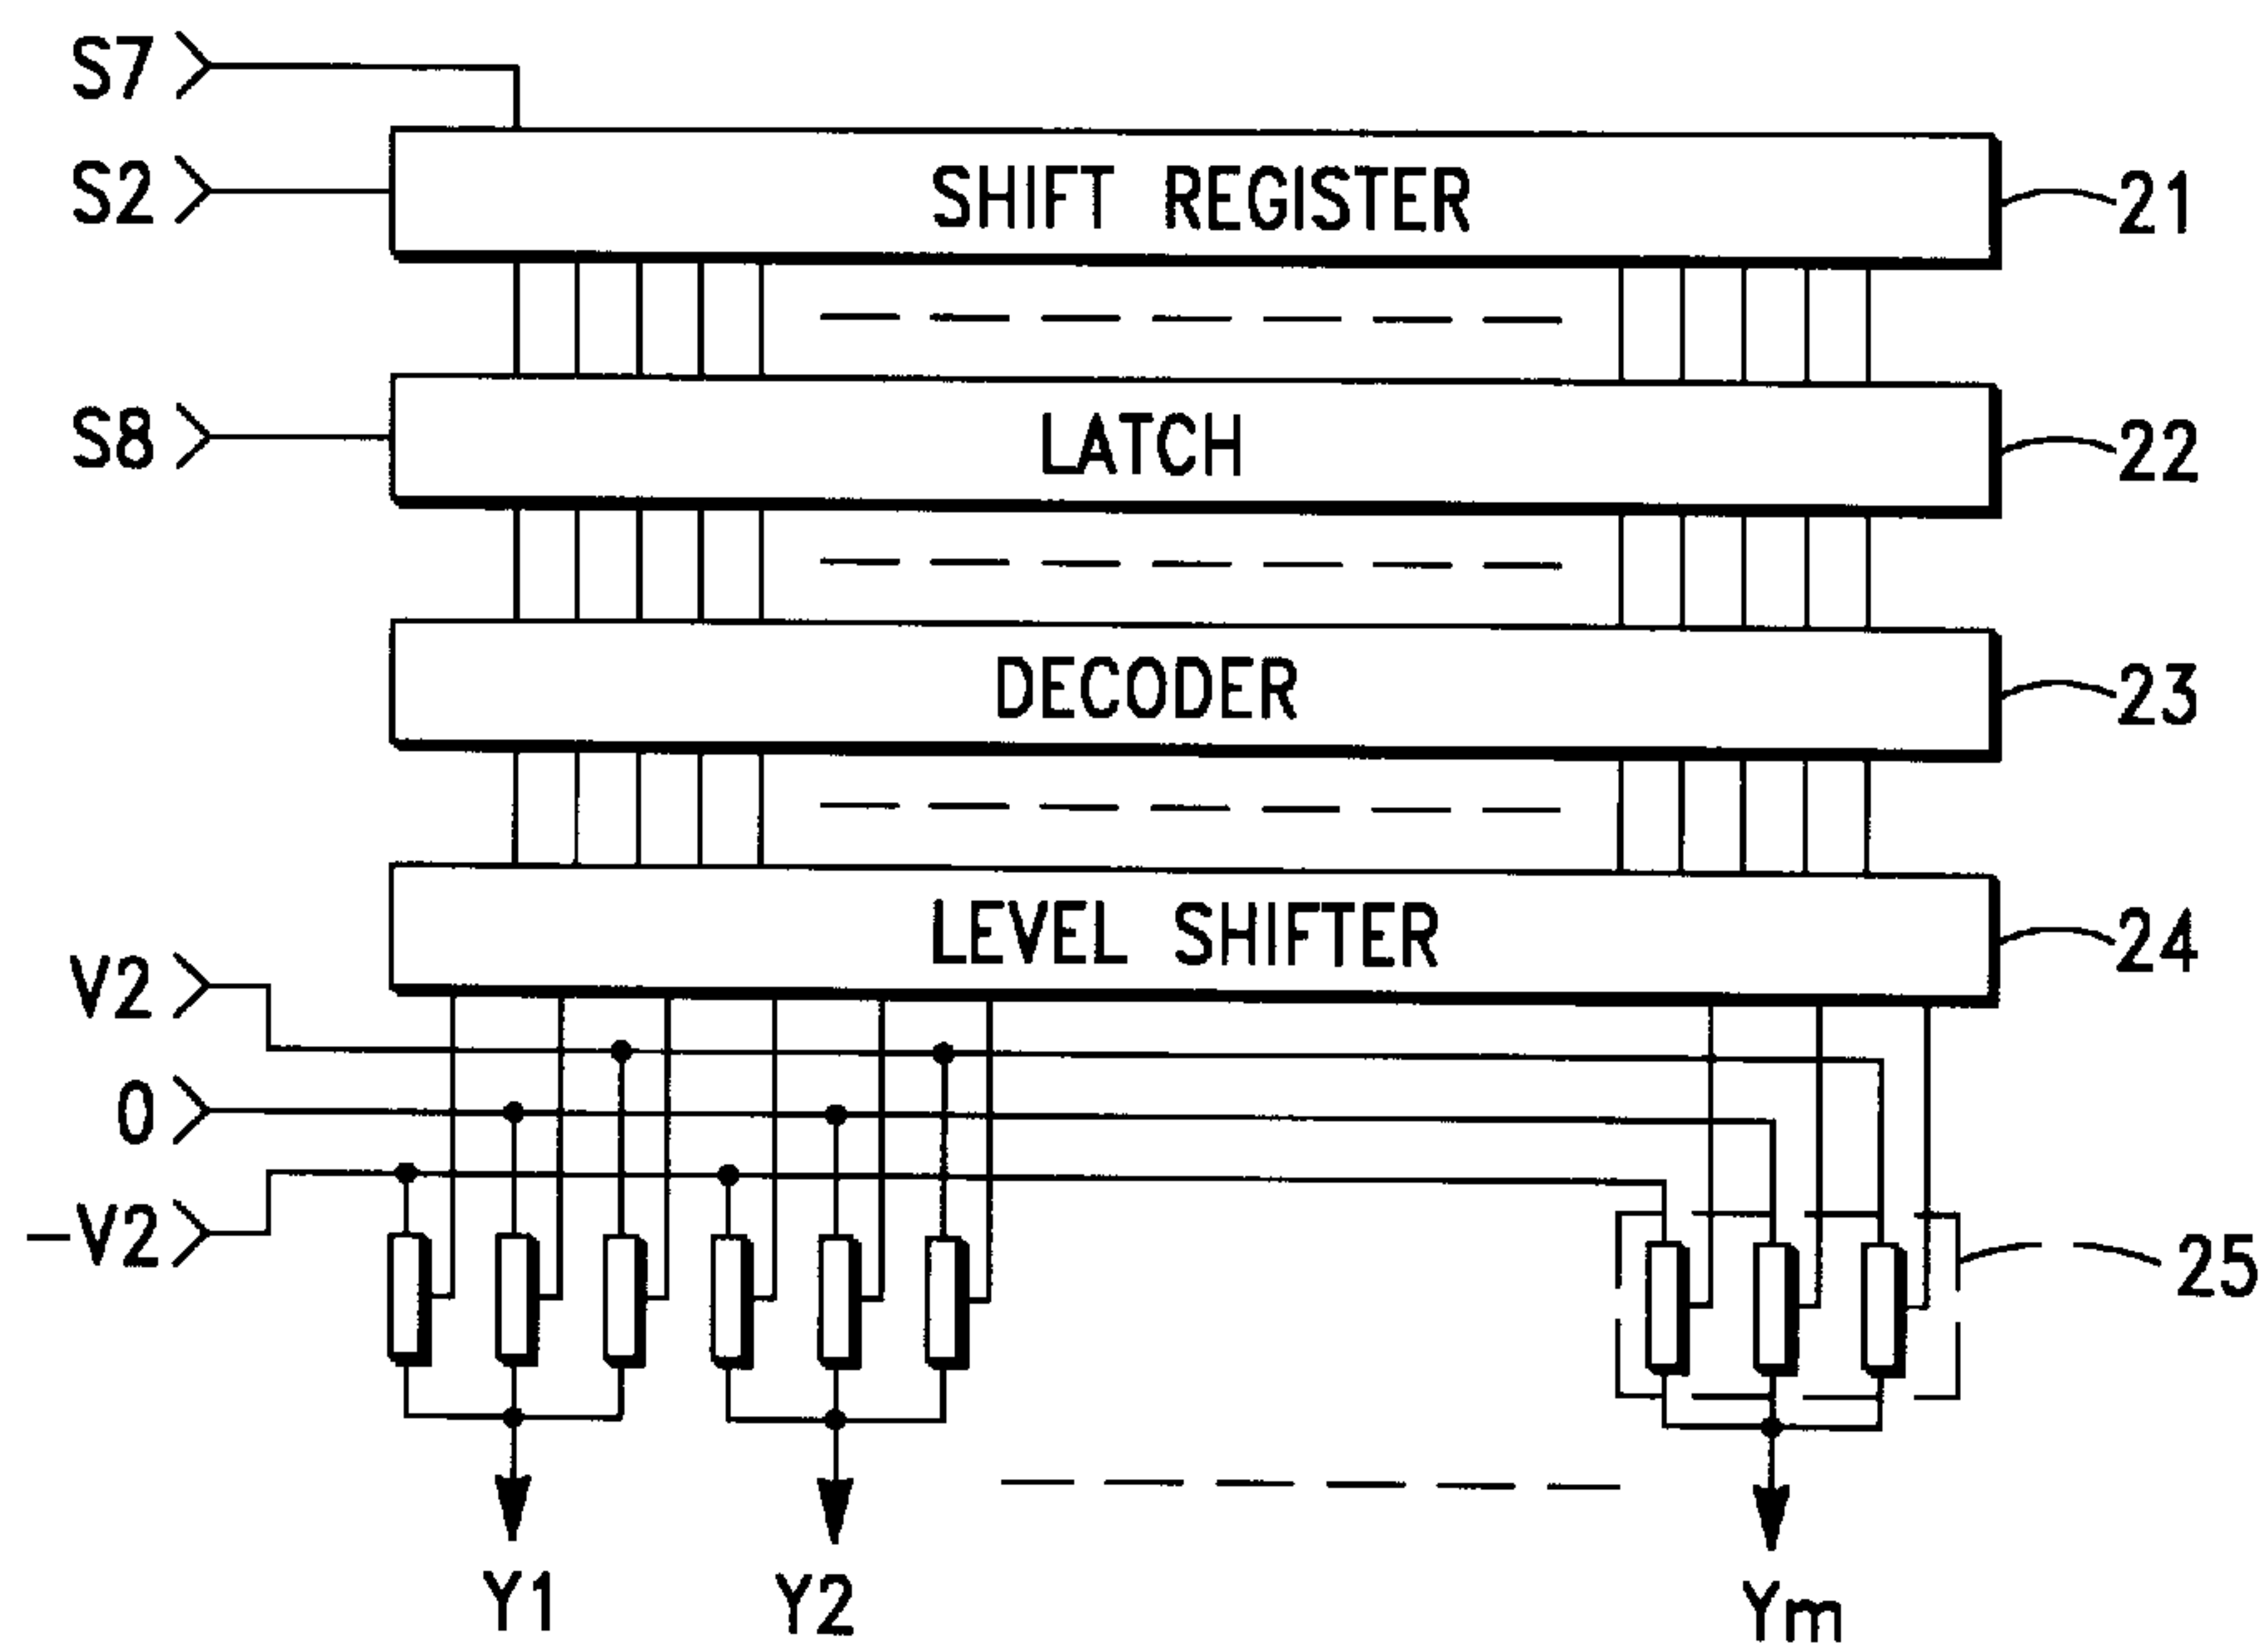 S7
S2
SHIFT REGISTER
21
S8
LATCH
22
DECODER
23
LEVEL SHIFTER
24
V2
0
-V2
25
Y1
Y2
Ym